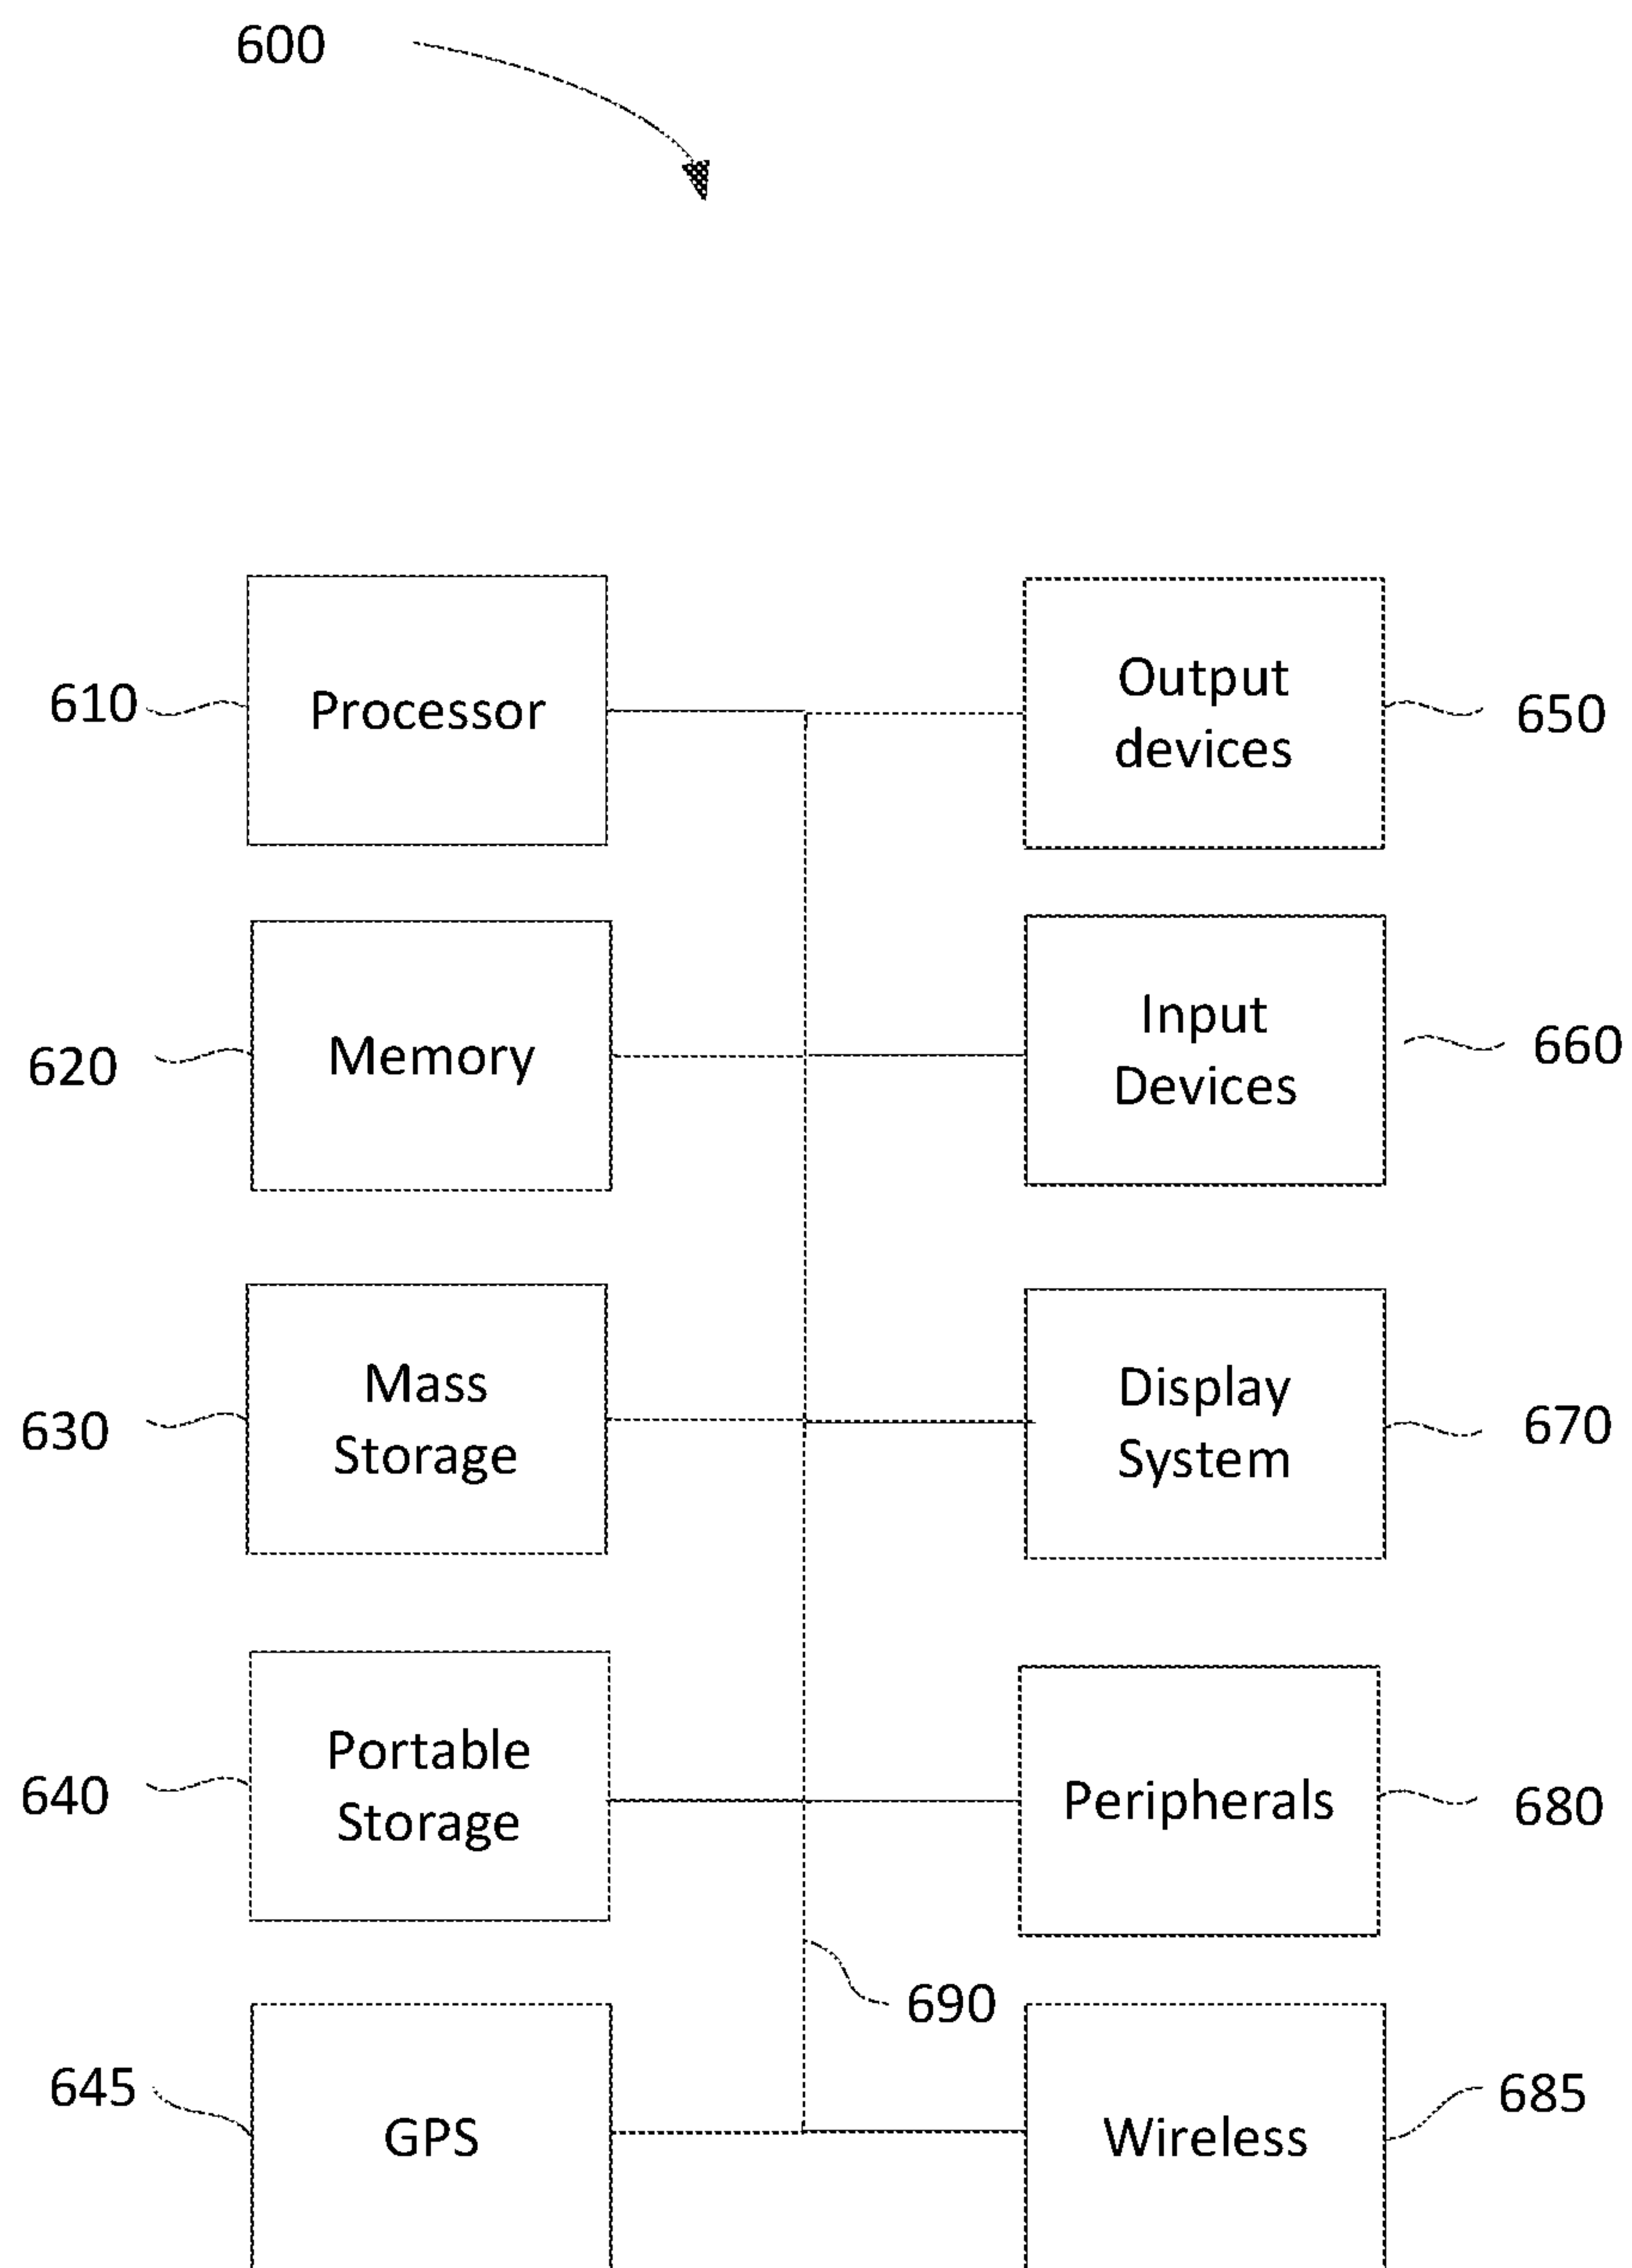 600
610
Processor
Output
devices
650
620
Memory
Input
Devices
660
630
Mass
Storage
Display
System
670
640
Portable
Storage
Peripherals
680
690
645
GPS
Wireless
685